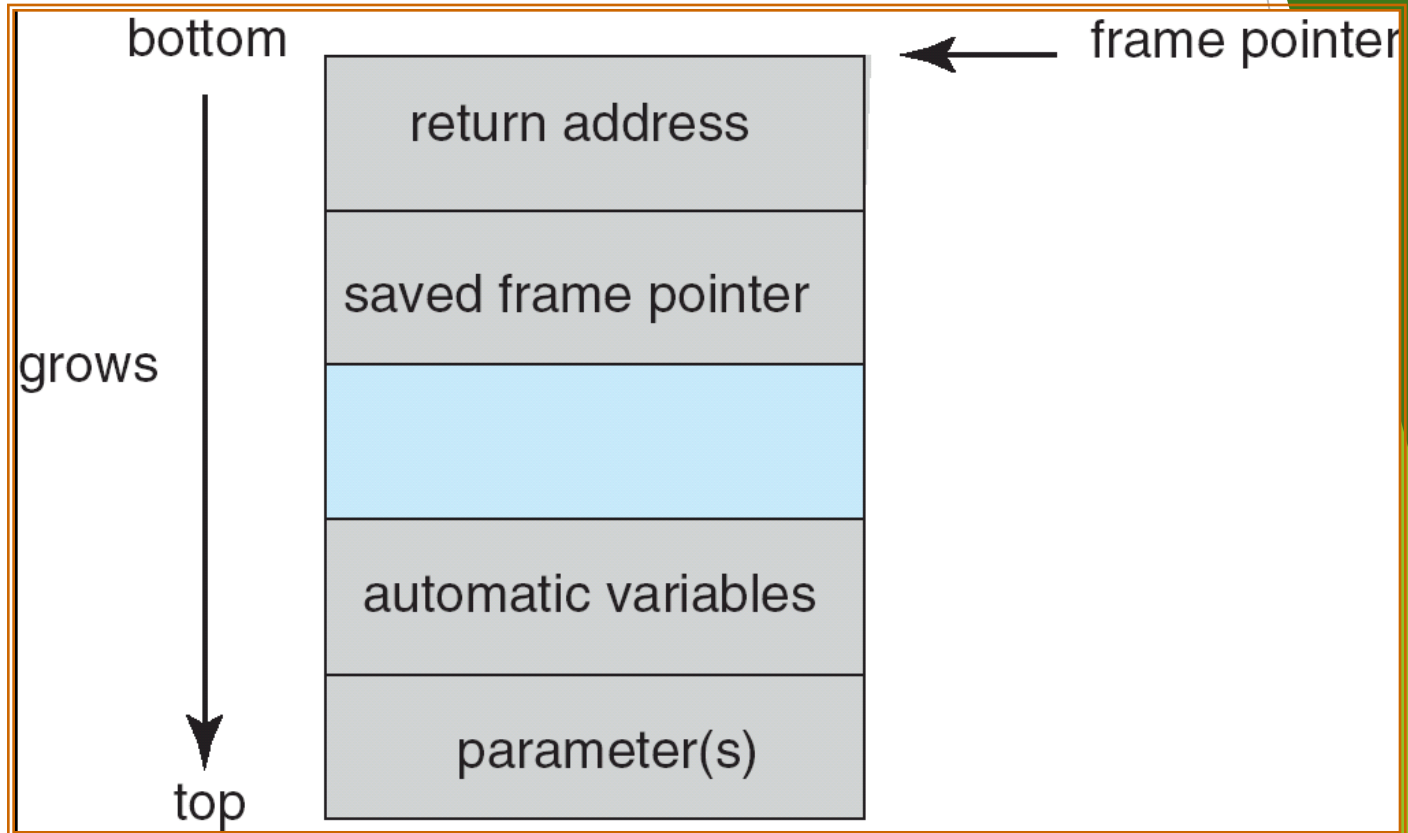 bottom
frame pointer
return address
saved frame pointer
grows
automatic variables
parameter(s)
top